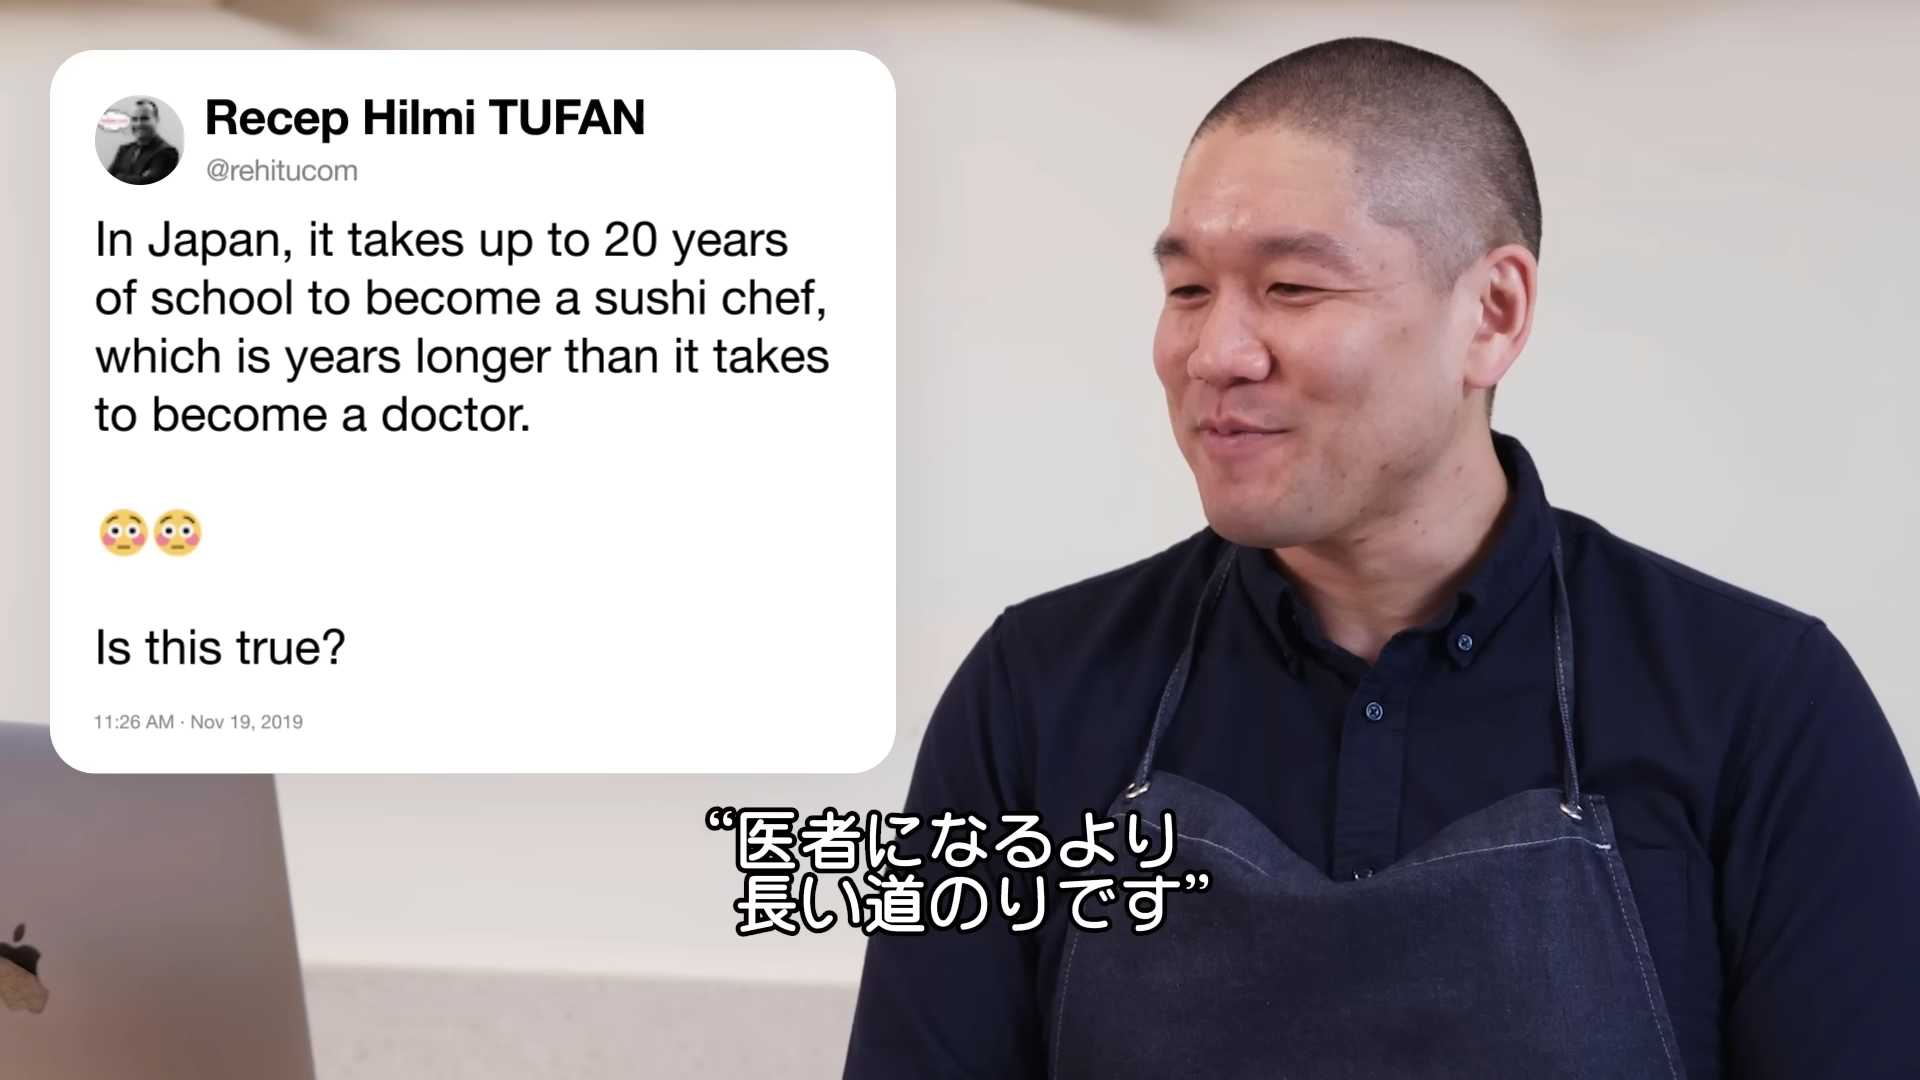 Recep Hilmi TUFAN
@rehitucom
In Japan, it takes up to 20 years
of school to become a sushi chef,
which is years longer than it takes
to become a doctor.
😳😳
Is this true?
11:26 AM · Nov 19, 2019
“医者になるより
長い道のりです”